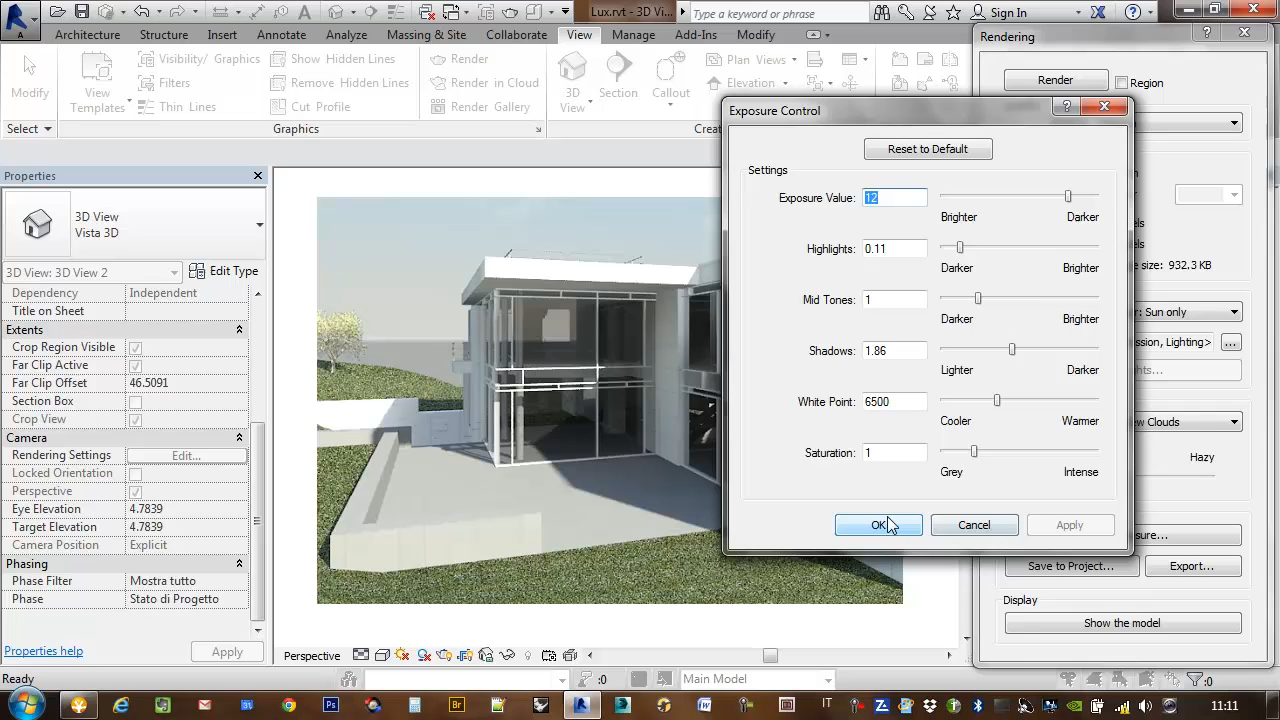 Lux.rvt - 3D Vi...
Type a keyword or phrase
Sign In
Architecture
Structure
Insert
Annotate
Analyze
Massing & Site
Collaborate
View
Manage
Add-Ins
Modify
Modify
View
Templates
Visibility/ Graphics
Filters
Thin Lines
Show Hidden Lines
Remove Hidden Lines
Cut Profile
Render
Render in Cloud
Render Gallery
3D
View
Section
Callout
Plan Views
Elevation
Select
Graphics
Creat
Rendering
Render
Region
Exposure Control
Reset to Default
Settings
Exposure Value:
12
Brighter
Darker
Highlights:
0.11
Darker
Brighter
Mid Tones:
1
Darker
Brighter
Shadows:
1.86
Lighter
Darker
White Point:
6500
Cooler
Warmer
Saturation:
1
Grey
Intense
OK
Cancel
Apply
932.3 KB
Sun only
Lighting>
Clouds
Hazy
Save to Project...
Export...
Display
Show the model
Properties
3D View
Vista 3D
3D View: 3D View 2
Edit Type
Dependency
Independent
Title on Sheet
Extents
Crop Region Visible
Far Clip Active
Far Clip Offset
46.5091
Section Box
Crop View
Camera
Rendering Settings
Edit...
Locked Orientation
Perspective
Eye Elevation
4.7839
Target Elevation
4.7839
Camera Position
Explicit
Phasing
Phase Filter
Mostra tutto
Phase
Stato di Progetto
Properties help
Apply
Perspective
Ready
:0
Main Model
:0
IT
11:11